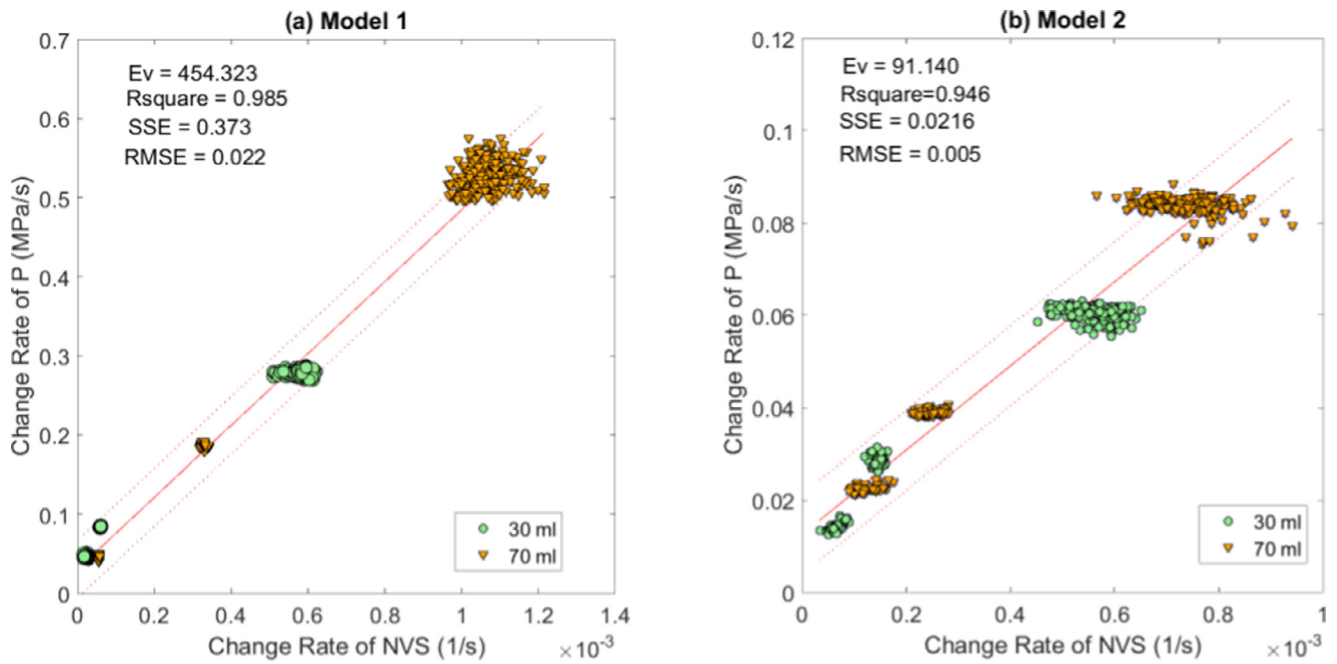 (a) Model 1
Ev = 454.323
Rsquare = 0.985
SSE = 0.373
RMSE = 0.022
Change Rate of P (MPa/s)
0.7
0.6
0.5
0.4
0.3
0.2
0.1
0
0 0.2 0.4 0.6 0.8 1 1.2 1.4
Change Rate of NVS (1/s)
×10-3
30 ml
70 ml
(b) Model 2
Ev = 91.140
Rsquare=0.946
SSE = 0.0216
RMSE = 0.005
Change Rate of P (MPa/s)
0.12
0.1
0.08
0.06
0.04
0.02
0
0 0.2 0.4 0.6 0.8 1
Change Rate of NVS (1/s)
×10-3
30 ml
70 ml